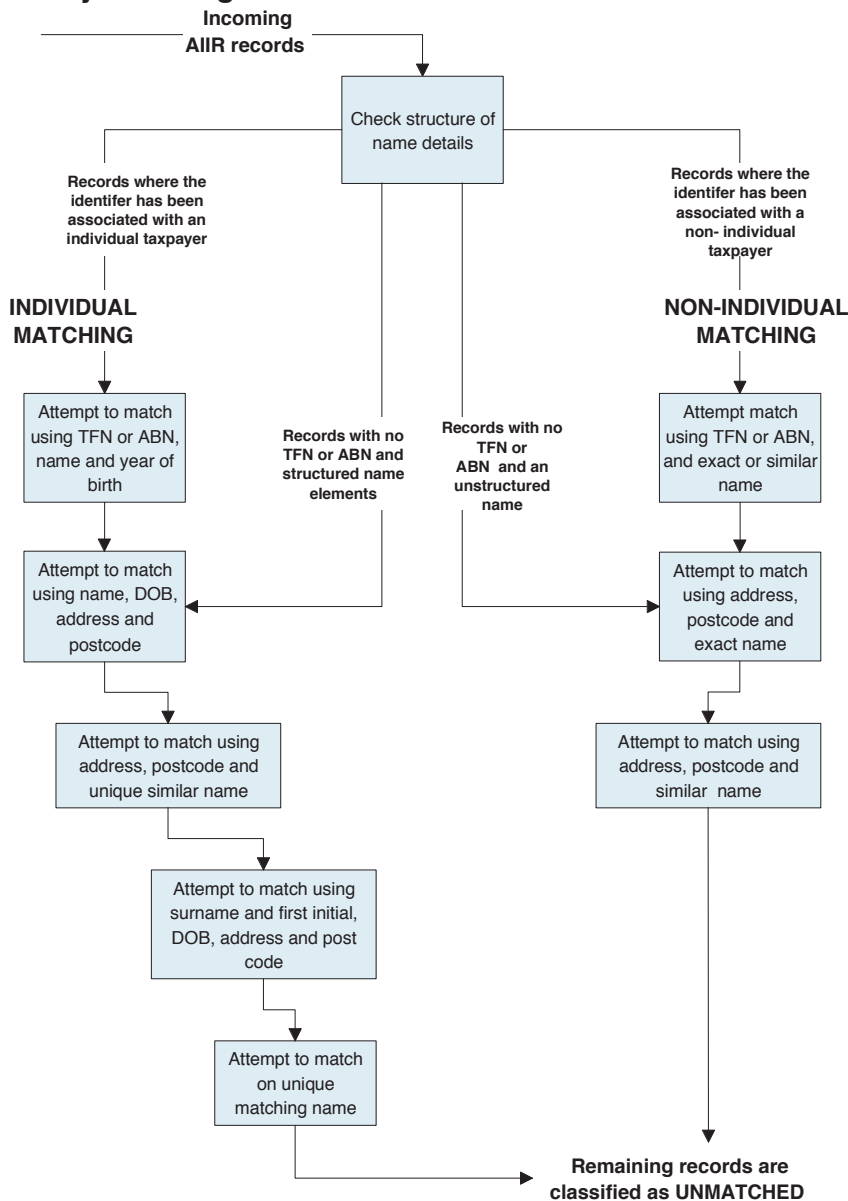 Incoming
AIIR records
Check structure of
name details
Records where the
identifer has been
associated with an
individual taxpayer
Records where the
identifer has been
associated with a
non- individual
taxpayer
INDIVIDUAL
MATCHING
NON-INDIVIDUAL
MATCHING
Attempt to match
using TFN or ABN,
name and year of
birth
Records with no
TFN or ABN and
structured name
elements
Records with no
TFN or
ABN and an
unstructured
name
Attempt match
using TFN or ABN,
and exact or similar
name
Attempt to match
using name, DOB,
address and
postcode
Attempt to match
using address,
postcode and
exact name
Attempt to match using
address, postcode and
unique similar name
Attempt to match using
address, postcode and
similar name
Attempt to match using
surname and first initial,
DOB, address and post
code
Attempt to match
on unique
matching name
Remaining records are
classified as UNMATCHED